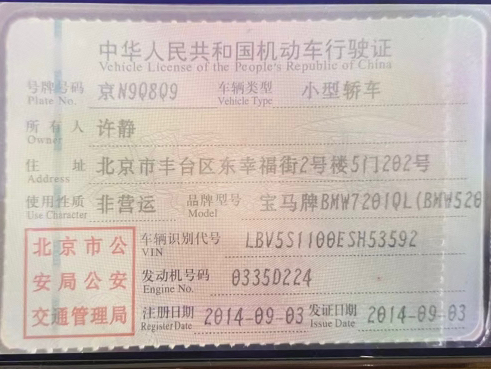 中华人民共和国机动车行驶证
Vehicle License of the People's Republic of China
号牌号码 京N9Q8Q9 车辆类型 小型轿车
Plate No. Vehicle Type
所有人 许静
Owner
住址 北京市丰台区东幸福街2号楼5门202号
Address
使用性质 非营运 品牌型号 宝马牌BMW7201QL(BMW520
Use Character Model
北京市公安局公安交通管理局
车辆识别代号 LBV5S1100ESH53592
VIN
发动机号码 0335D224
Engine No.
注册日期 2014-09-03 发证日期 2014-09-03
Register Date Issue Date